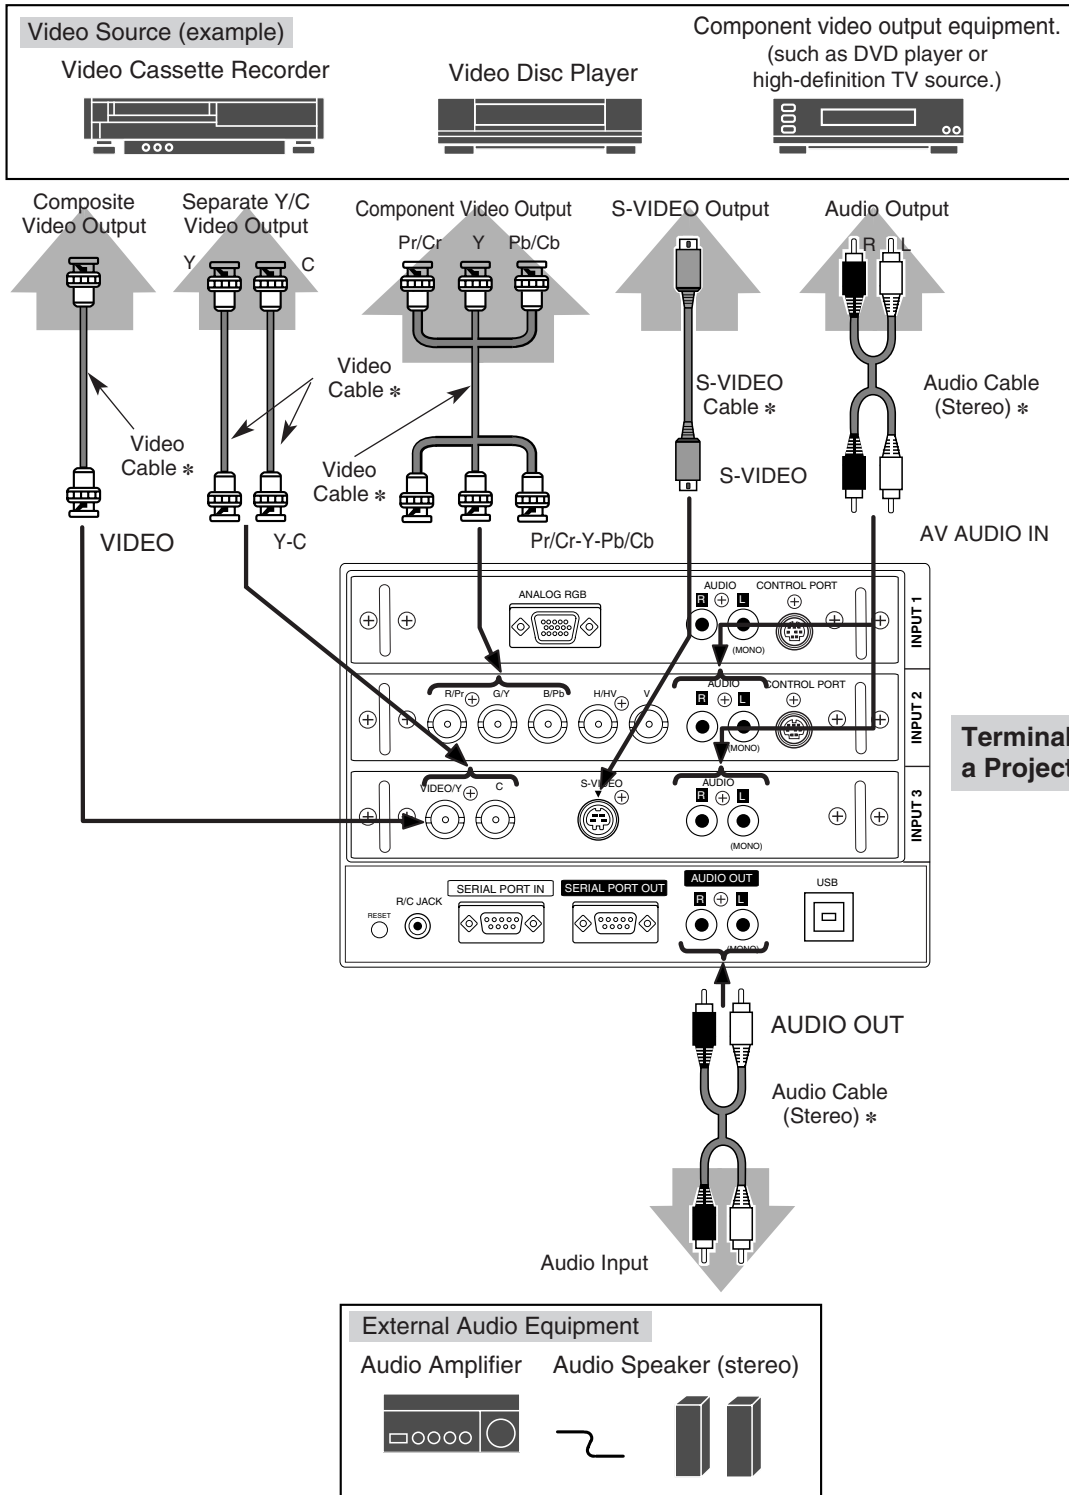 Video Source (example)
Component video output equipment.
(such as DVD player or
high-definition TV source.)
Video Cassette Recorder
Video Disc Player
Composite
Video Output
Separate Y/C
Video Output
Component Video Output
S-VIDEO Output
Audio Output
Y
C
Pr/Cr
Y
Pb/Cb
R
L
Video
Cable *
Video
Cable *
Video
Cable *
S-VIDEO
Cable *
Audio Cable
(Stereo) *
S-VIDEO
VIDEO
Y-C
Pr/Cr-Y-Pb/Cb
AV AUDIO IN
ANALOG RGB
AUDIO
R
L
(MONO)
CONTROL PORT
INPUT 1
R/Pr
G/Y
B/Pb
H/HV
V
AUDIO
R
L
(MONO)
CONTROL PORT
INPUT 2
VIDEO/Y
C
S-VIDEO
AUDIO
R
L
(MONO)
INPUT 3
Terminal
a Project
RESET
R/C JACK
SERIAL PORT IN
SERIAL PORT OUT
AUDIO OUT
R
L
(MONO)
USB
AUDIO OUT
Audio Cable
(Stereo) *
Audio Input
External Audio Equipment
Audio Amplifier
Audio Speaker (stereo)